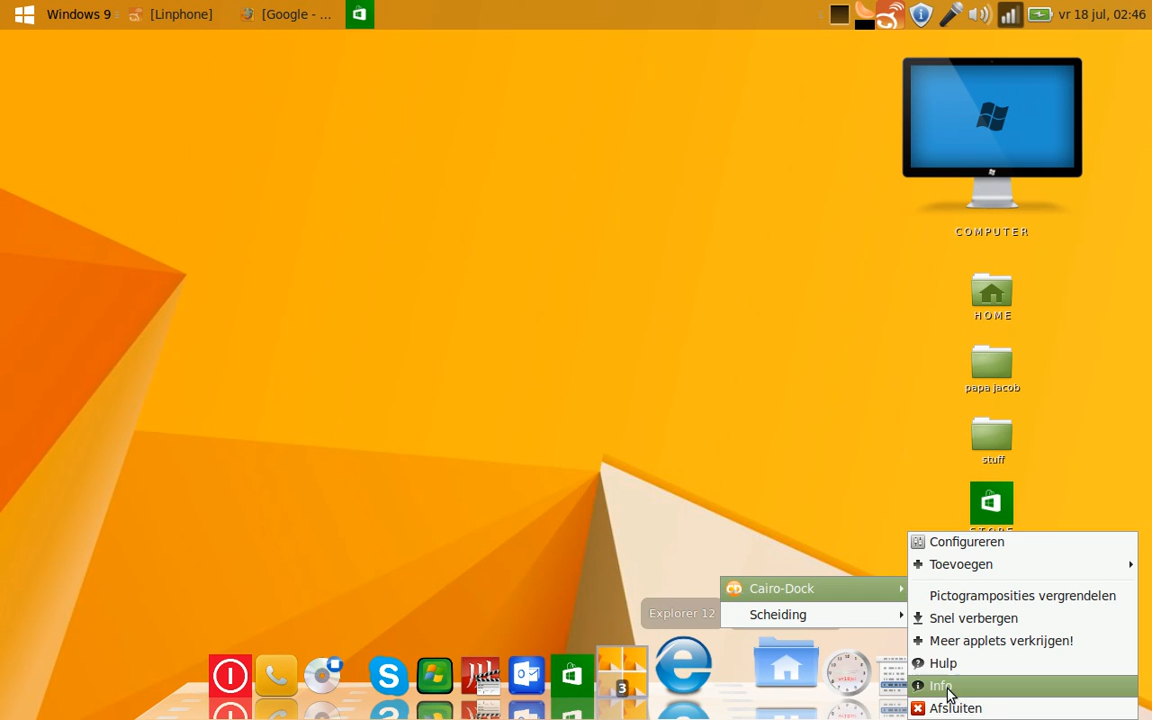 Windows 9
[Linphone]
[Google - ...
vr 18 jul, 02:46
COMPUTER
HOME
papa jacob
stuff
STORE
Configureren
Toevoegen
Pictogramposities vergrendelen
Snel verbergen
Meer applets verkrijgen!
Hulp
Info
Afsluiten
Cairo-Dock
Scheiding
Explorer 12
3